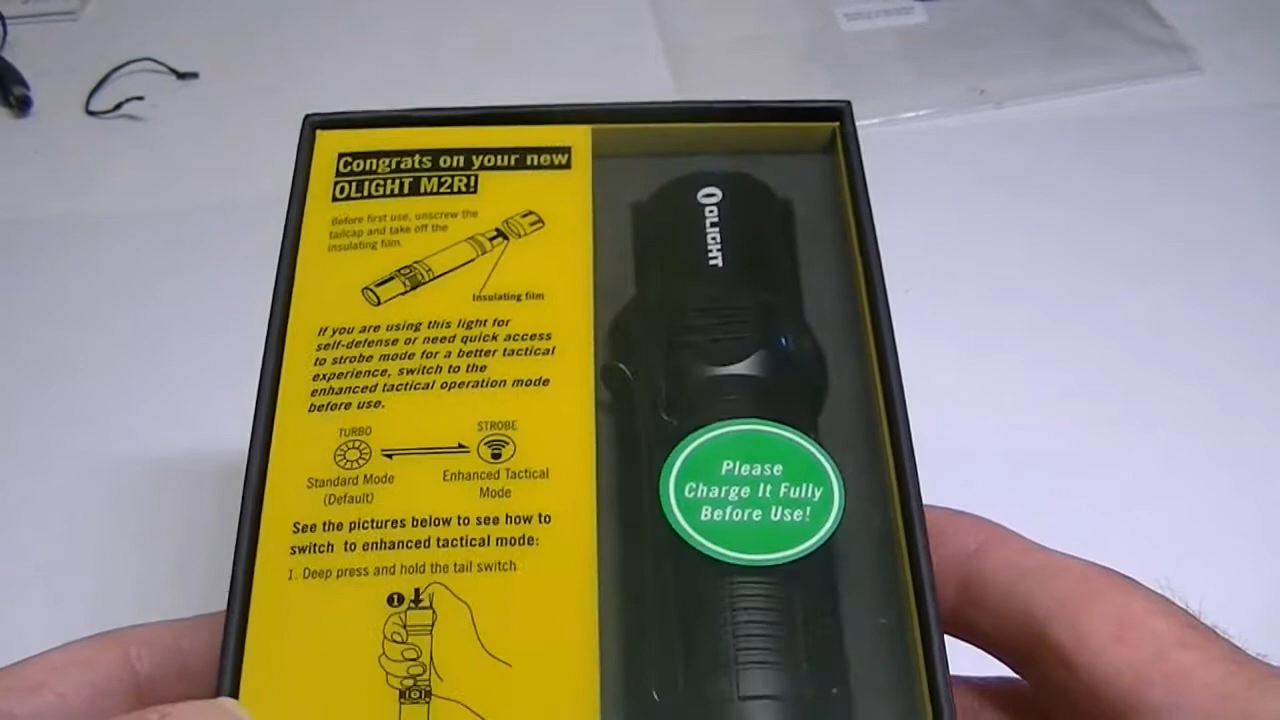 Congrats on your new
OLIGHT M2R!
Before first use, unscrew the
tailcap and take off the
insulating film.
Insulating film
If you are using this light for
self-defense or need quick access
to strobe mode for a better tactical
experience, switch to the
enhanced tactical operation mode
before use.
TURBO
STROBE
Standard Mode
(Default)
Enhanced Tactical
Mode
See the pictures below to see how to
switch to enhanced tactical mode:
1. Deep press and hold the tail switch
1
OLIGHT
Please
Charge It Fully
Before Use!